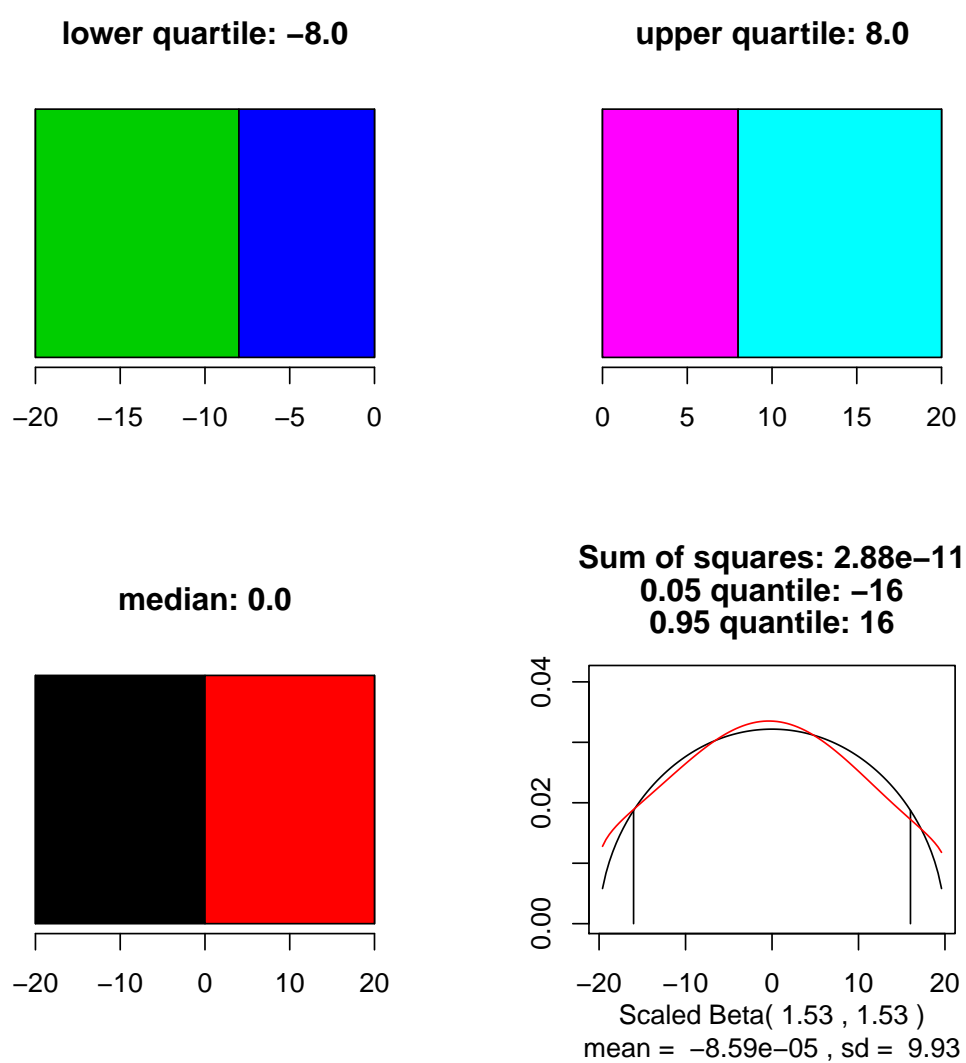 lower quartile: −8.0
−20 −15 −10 −5 0
upper quartile: 8.0
0 5 10 15 20
median: 0.0
−20 −10 0 10 20
Sum of squares: 2.88e−11
0.05 quantile: −16
0.95 quantile: 16
0.04
0.02
0.00
−20 −10 0 10 20
Scaled Beta( 1.53 , 1.53 )
mean = −8.59e−05 , sd = 9.93